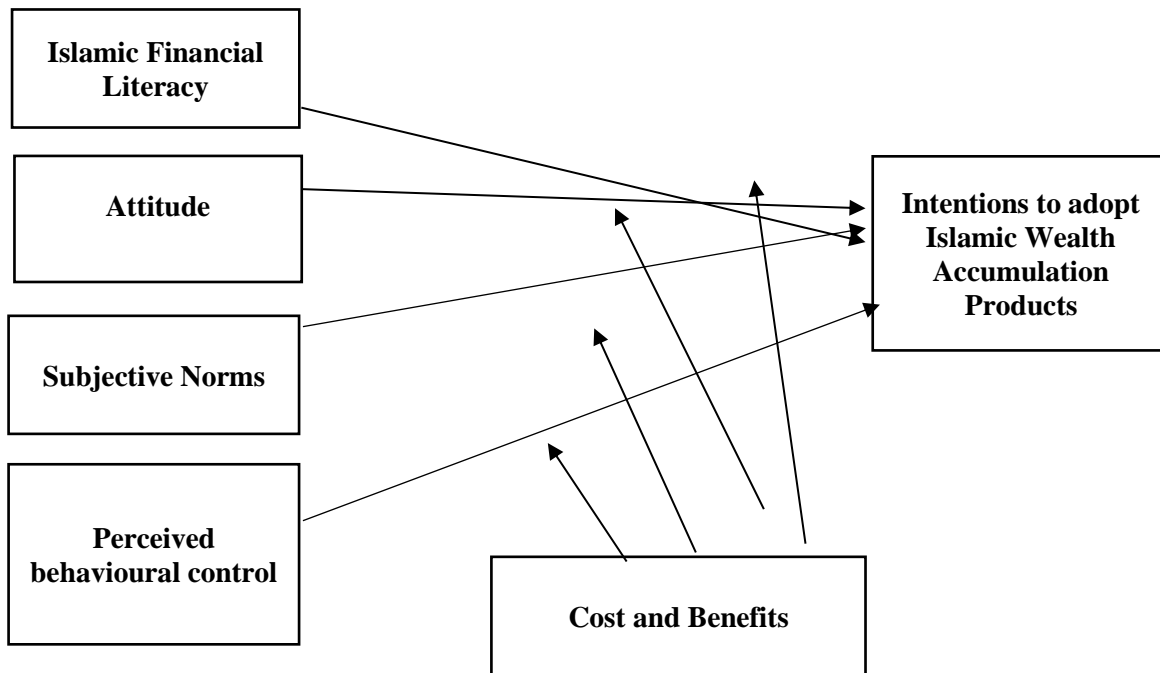 Islamic Financial
Literacy
Attitude
Subjective Norms
Perceived
behavioural control
Cost and Benefits
Intentions to adopt
Islamic Wealth
Accumulation
Products